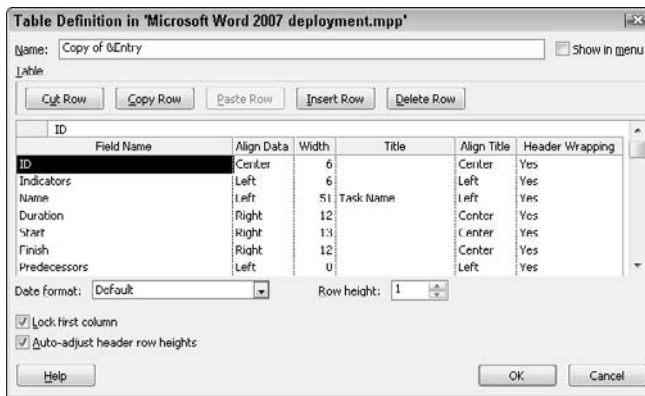 Table Definition in 'Microsoft Word 2007 deployment.mpp'
Name: Copy of &Entry Show in menu
Table
Cut Row Copy Row Paste Row Insert Row Delete Row
ID
Field Name Align Data Width Title Align Title Header Wrapping
ID Center 6 Center Yes
Indicators Left 6 Left Yes
Name Left 51 Task Name Left Yes
Duration Right 12 Center Yes
Start Right 13 Center Yes
Finish Right 12 Center Yes
Predecessors Left 0 Left Yes
Date format: Default Row height: 1
Lock first column
Auto-adjust header row heights
Help OK Cancel